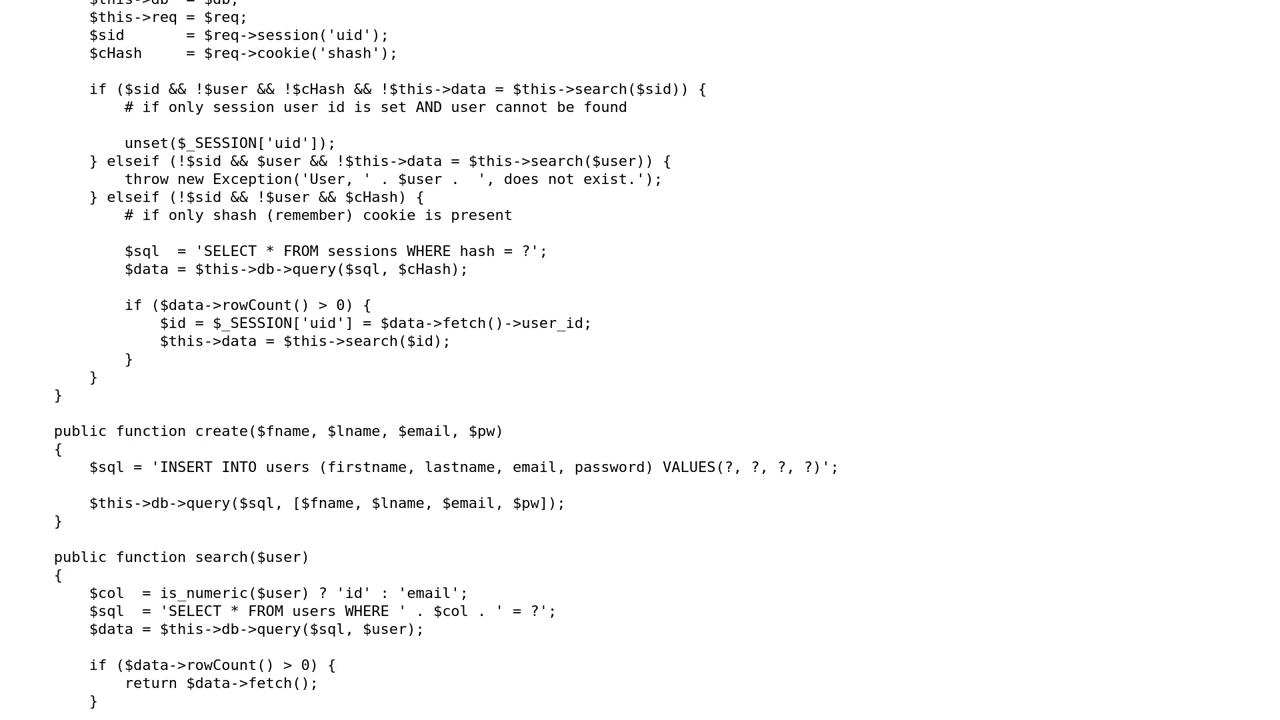 $this->db  = $db;
$this->req = $req;
$sid       = $req->session('uid');
$cHash     = $req->cookie('shash');
if ($sid && !$user && !$cHash && !$this->data = $this->search($sid)) {
# if only session user id is set AND user cannot be found
unset($_SESSION['uid']);
} elseif (!$sid && $user && !$this->data = $this->search($user)) {
throw new Exception('User, ' . $user .  ', does not exist.');
} elseif (!$sid && !$user && $cHash) {
# if only shash (remember) cookie is present
$sql  = 'SELECT * FROM sessions WHERE hash = ?';
$data = $this->db->query($sql, $cHash);
if ($data->rowCount() > 0) {
$id = $_SESSION['uid'] = $data->fetch()->user_id;
$this->data = $this->search($id);
}
}
}
public function create($fname, $lname, $email, $pw)
{
$sql = 'INSERT INTO users (firstname, lastname, email, password) VALUES(?, ?, ?, ?)';
$this->db->query($sql, [$fname, $lname, $email, $pw]);
}
public function search($user)
{
$col  = is_numeric($user) ? 'id' : 'email';
$sql  = 'SELECT * FROM users WHERE ' . $col . ' = ?';
$data = $this->db->query($sql, $user);
if ($data->rowCount() > 0) {
return $data->fetch();
}